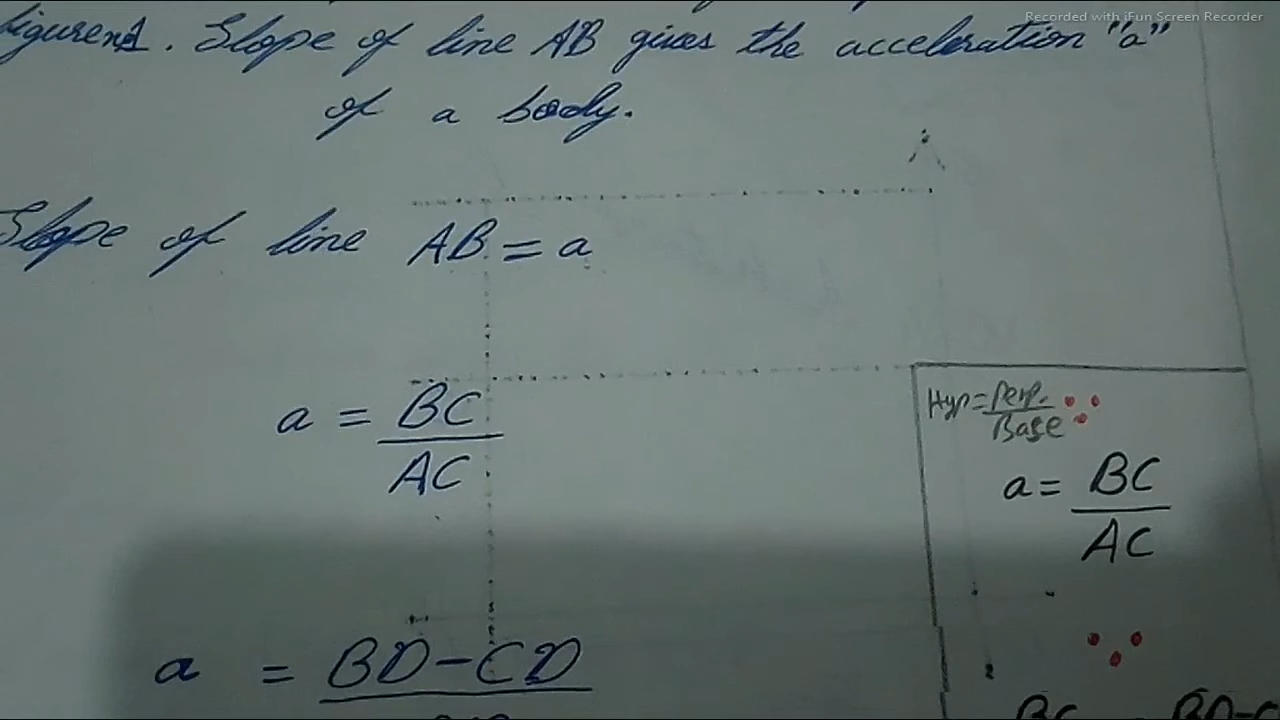 Recorded with iFun Screen Recorder
figure 1. Slope of line AB gives the acceleration "a"
of a body.
Slope of line AB = a
a = BC
AC
Hyp = Perp.
Base
a = BC
AC
a = BD - CD